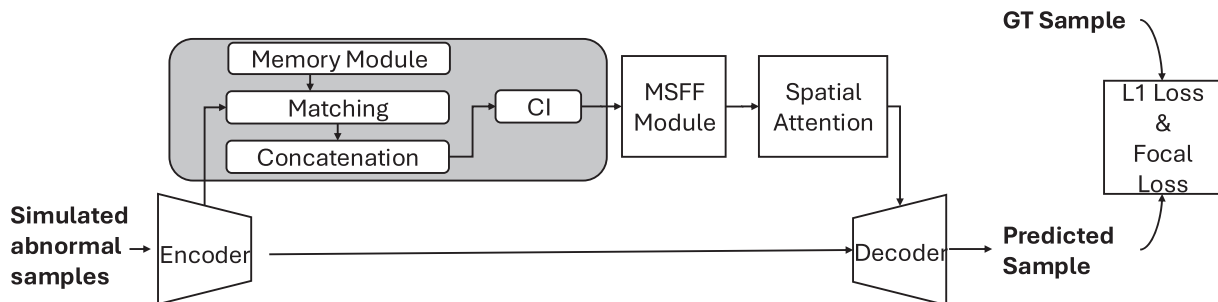 Memory Module
Matching
Concatenation
CI
MSFF
Module
Spatial
Attention
GT Sample
L1 Loss
&
Focal
Loss
Simulated
abnormal
samples
Encoder
Decoder
Predicted
Sample